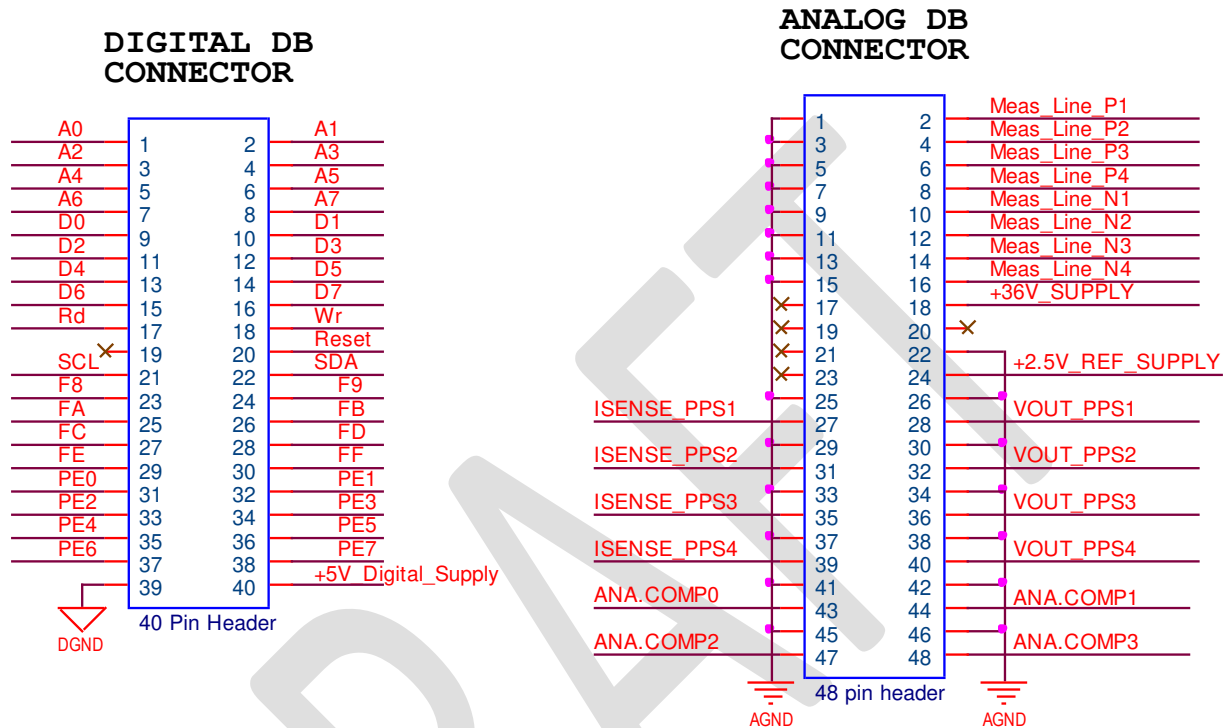 DIGITAL DB
CONNECTOR
A0 1 2 A1
A2 3 4 A3
A4 5 6 A5
A6 7 8 A7
D0 9 10 D1
D2 11 12 D3
D4 13 14 D5
D6 15 16 D7
Rd 17 18 Wr
19 20 Reset
SCL 21 22 SDA
F8 23 24 F9
FA 25 26 FB
FC 27 28 FD
FE 29 30 FF
PE0 31 32 PE1
PE2 33 34 PE3
PE4 35 36 PE5
PE6 37 38 PE7
39 40 +5V_Digital_Supply
40 Pin Header
DGND
ANALOG DB
CONNECTOR
1 2 Meas_Line_P1
3 4 Meas_Line_P2
5 6 Meas_Line_P3
7 8 Meas_Line_P4
9 10 Meas_Line_N1
11 12 Meas_Line_N2
13 14 Meas_Line_N3
15 16 Meas_Line_N4
17 18 +36V_SUPPLY
19 20
21 22
23 24 +2.5V_REF_SUPPLY
25 26
ISENSE_PPS1 27 28 VOUT_PPS1
29 30
ISENSE_PPS2 31 32 VOUT_PPS2
33 34
ISENSE_PPS3 35 36 VOUT_PPS3
37 38
ISENSE_PPS4 39 40 VOUT_PPS4
41 42
ANA.COMP0 43 44 ANA.COMP1
45 46
ANA.COMP2 47 48 ANA.COMP3
48 pin header
AGND
AGND
DRAFT